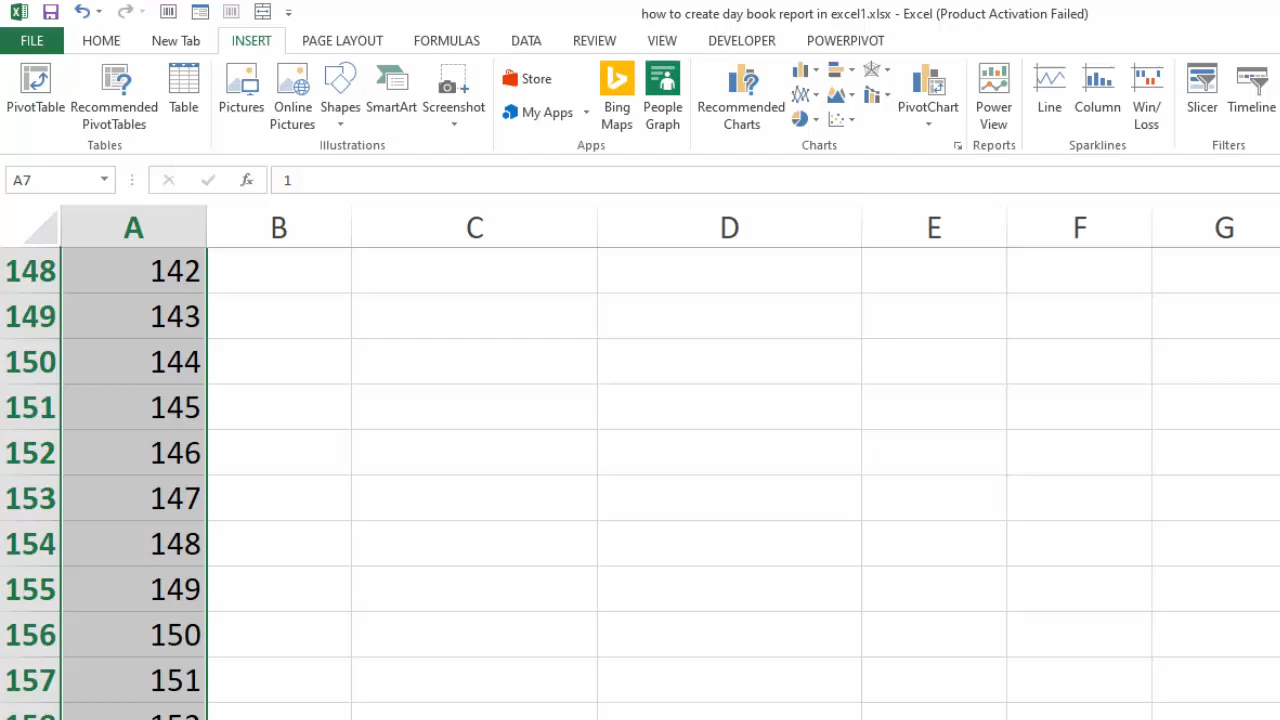 how to create day book report in excel1.xlsx - Excel (Product Activation Failed)
FILE HOME New Tab INSERT PAGE LAYOUT FORMULAS DATA REVIEW VIEW DEVELOPER POWERPIVOT
PivotTable Recommended PivotTables Table
Tables
Pictures Online Pictures Shapes SmartArt Screenshot
Illustrations
Store
My Apps
Bing Maps People Graph
Apps
Recommended Charts PivotChart
Charts
Power View
Reports
Line Column Win/ Loss
Sparklines
Slicer Timeline
Filters
A7 fx 1
A B C D E F G
148 142
149 143
150 144
151 145
152 146
153 147
154 148
155 149
156 150
157 151
158 152